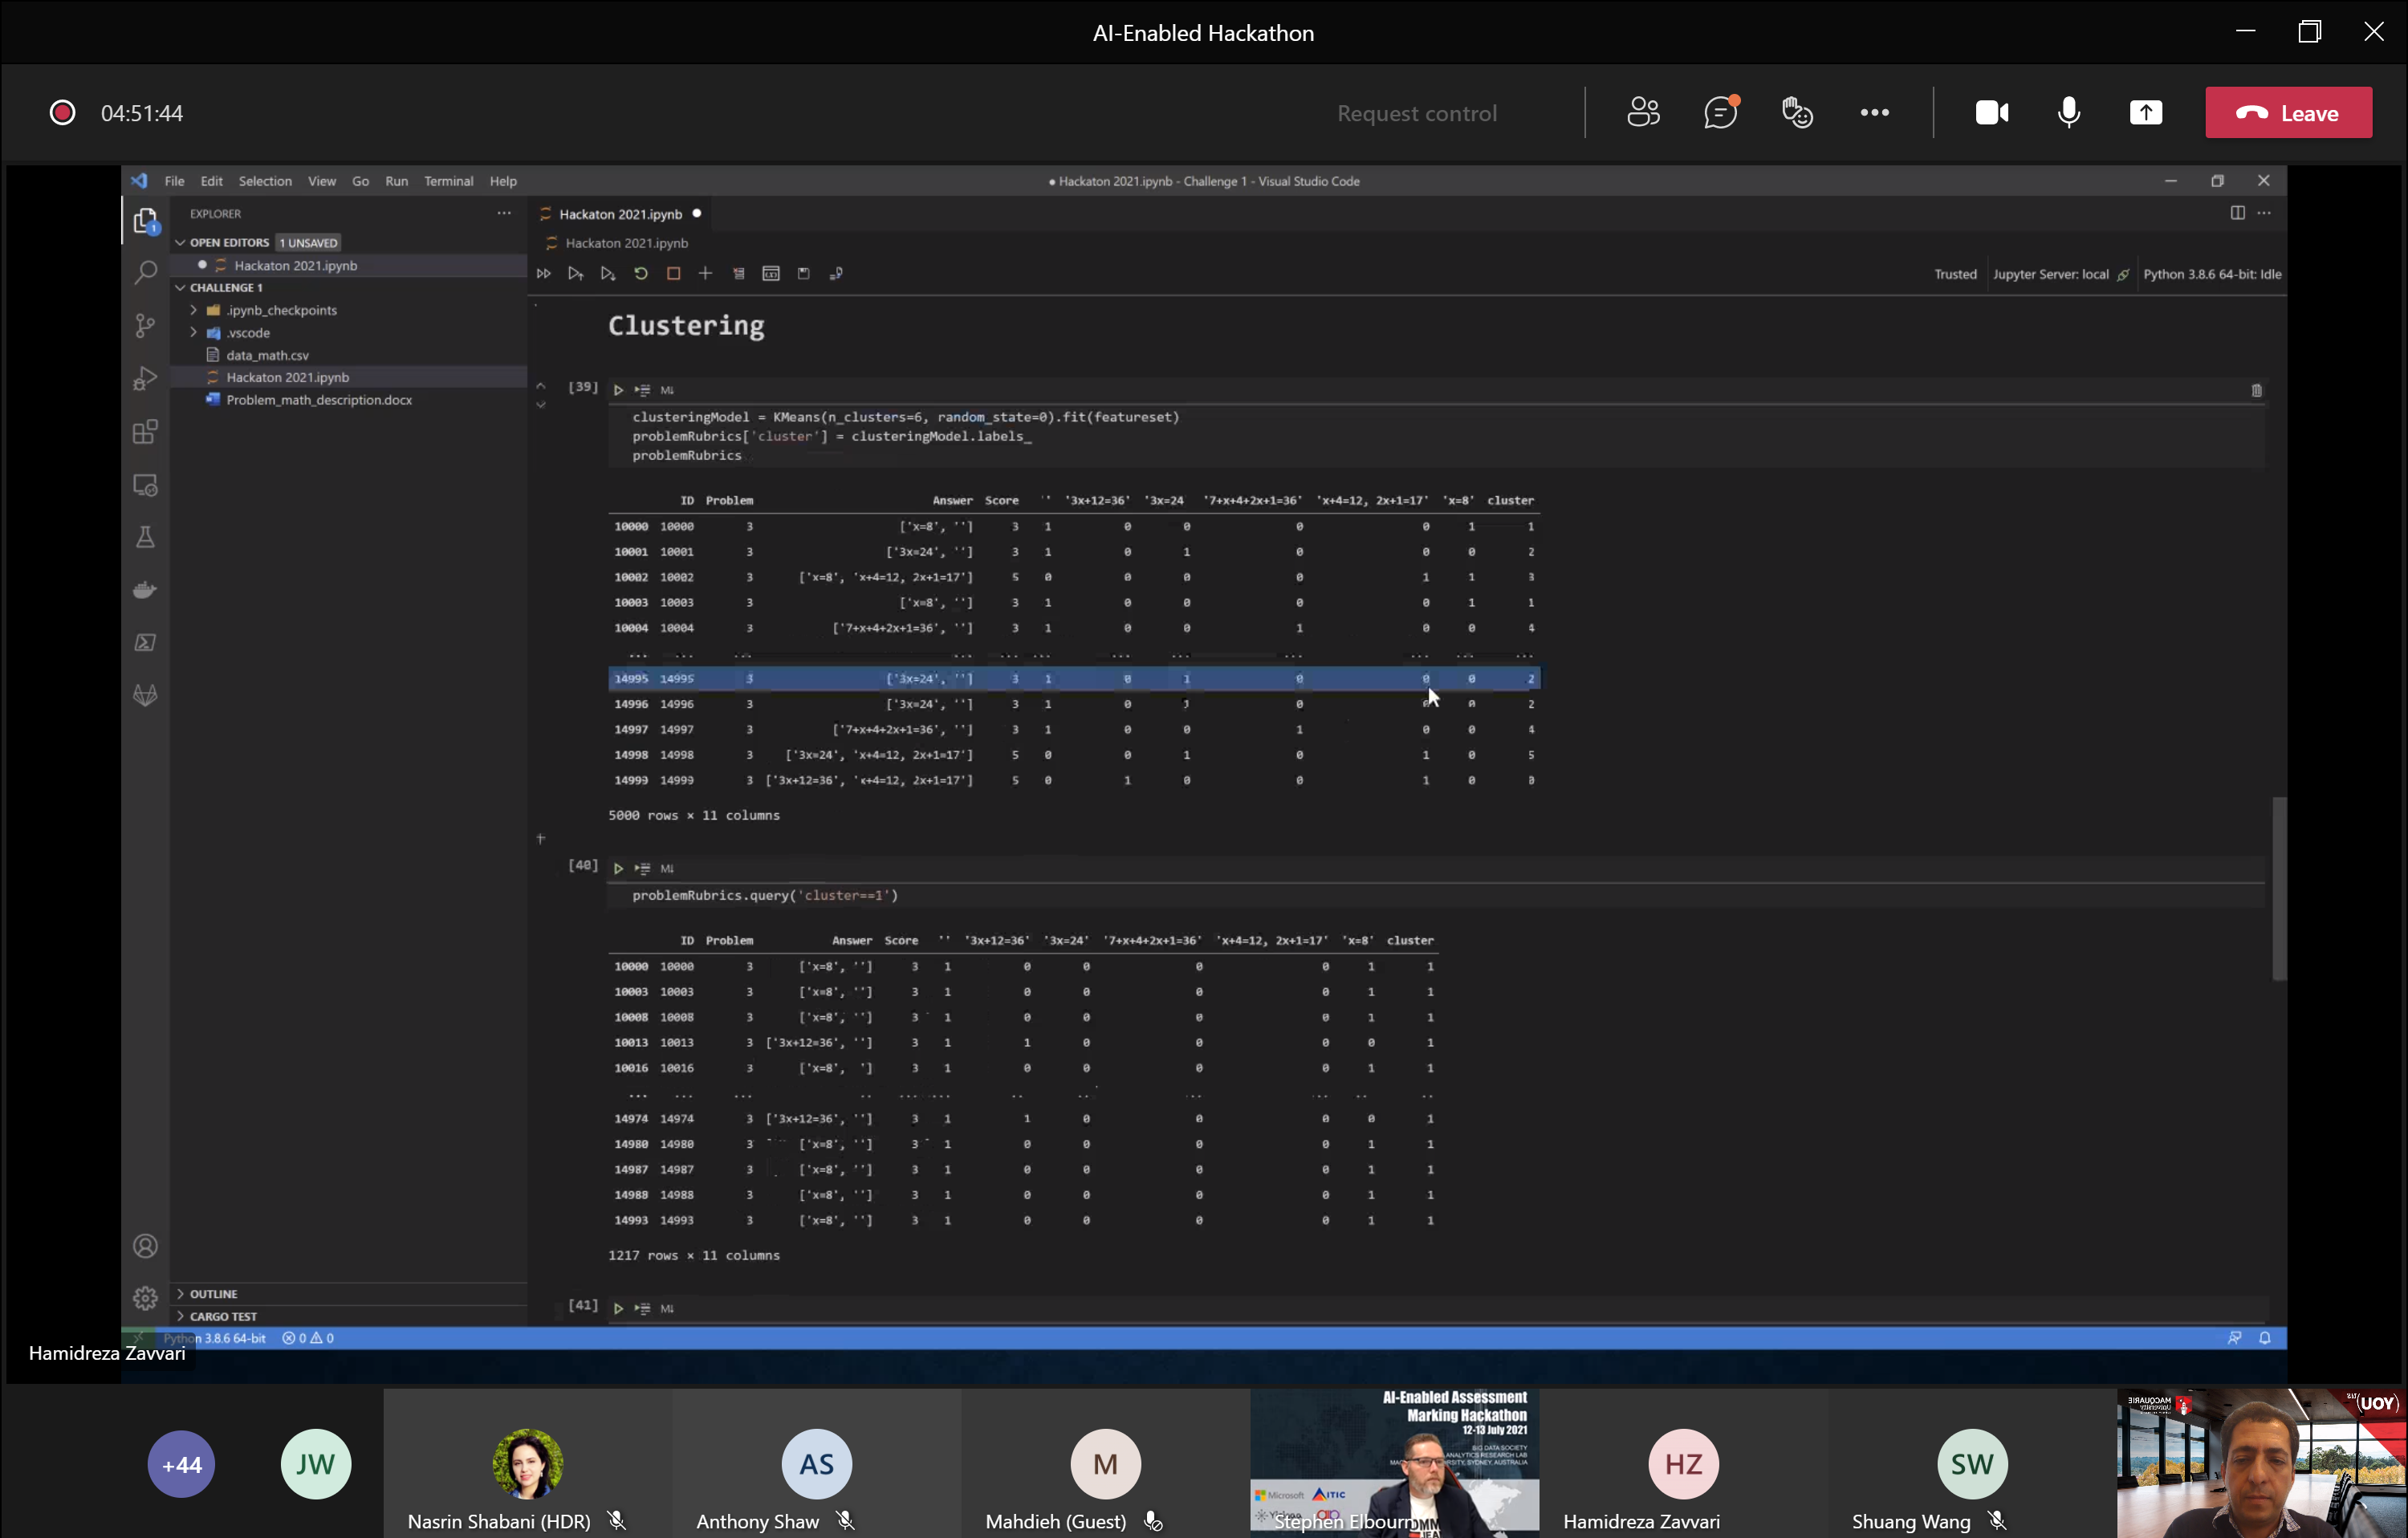 AI-Enabled Hackathon
04:51:44
Request control
Leave
File Edit Selection View Go Run Terminal Help
● Hackaton 2021.ipynb - Challenge 1 - Visual Studio Code
EXPLORER
OPEN EDITORS 1 UNSAVED
Hackaton 2021.ipynb
CHALLENGE 1
.ipynb_checkpoints
.vscode
data_math.csv
Hackaton 2021.ipynb
Problem_math_description.docx
OUTLINE
CARGO TEST
Hackaton 2021.ipynb
Hackaton 2021.ipynb
Trusted Jupyter Server: local Python 3.8.6 64-bit: Idle
Clustering
[39] M↓
clusteringModel = KMeans(n_clusters=6, random_state=0).fit(featureset)
problemRubrics['cluster'] = clusteringModel.labels_
problemRubrics
ID Problem Answer Score '' '3x+12=36' '3x=24 '7+x+4+2x+1=36' 'x+4=12, 2x+1=17' 'x=8' cluster
10000 10000 3 ['x=8', ''] 3 1 0 0 0 0 1 1
10001 10001 3 ['3x=24', ''] 3 1 0 1 0 0 0 2
10002 10002 3 ['x=8', 'x+4=12, 2x+1=17'] 5 0 0 0 0 1 1 3
10003 10003 3 ['x=8', ''] 3 1 0 0 0 0 1 1
10004 10004 3 ['7+x+4+2x+1=36', ''] 3 1 0 0 1 0 0 4
... ... ... ... ... ... ... ... ... ... ... ...
14995 14995 3 ['3x=24', ''] 3 1 0 1 0 0 0 2
14996 14996 3 ['3x=24', ''] 3 1 0 1 0 0 0 2
14997 14997 3 ['7+x+4+2x+1=36', ''] 3 1 0 0 1 0 0 4
14998 14998 3 ['3x=24', 'x+4=12, 2x+1=17'] 5 0 0 1 0 1 0 5
14999 14999 3 ['3x+12=36', 'x+4=12, 2x+1=17'] 5 0 1 0 0 1 0 0
5000 rows × 11 columns
[40] M↓
problemRubrics.query('cluster==1')
ID Problem Answer Score '' '3x+12=36' '3x=24' '7+x+4+2x+1=36' 'x+4=12, 2x+1=17' 'x=8' cluster
10000 10000 3 ['x=8', ''] 3 1 0 0 0 0 1 1
10003 10003 3 ['x=8', ''] 3 1 0 0 0 0 1 1
10008 10008 3 ['x=8', ''] 3 1 0 0 0 0 1 1
10013 10013 3 ['3x+12=36', ''] 3 1 1 0 0 0 0 1
10016 10016 3 ['x=8', '] 3 1 0 0 0 0 1 1
... ... ... ... ... ... ... ... ... ... ... ...
14974 14974 3 ['3x+12=36', ''] 3 1 1 0 0 0 0 1
14980 14980 3 ['x=8', ''] 3 1 0 0 0 0 1 1
14987 14987 3 ['x=8', ''] 3 1 0 0 0 0 1 1
14988 14988 3 ['x=8', ''] 3 1 0 0 0 0 1 1
14993 14993 3 ['x=8', ''] 3 1 0 0 0 0 1 1
1217 rows × 11 columns
[41] M↓
Python 3.8.6 64-bit 0 0
Hamidreza Zavvari
+44
JW
Nasrin Shabani (HDR)
AS
Anthony Shaw
M
Mahdieh (Guest)
AI-Enabled Assessment
Marking Hackathon
12-13 July 2021
BIG DATA SOCIETY
ANALYTICS RESEARCH LAB
SYDNEY, AUSTRALIA
Microsoft AITIC
Stephen Elbourn
HZ
Hamidreza Zavvari
SW
Shuang Wang
MACQUARIE
University
(YOU)